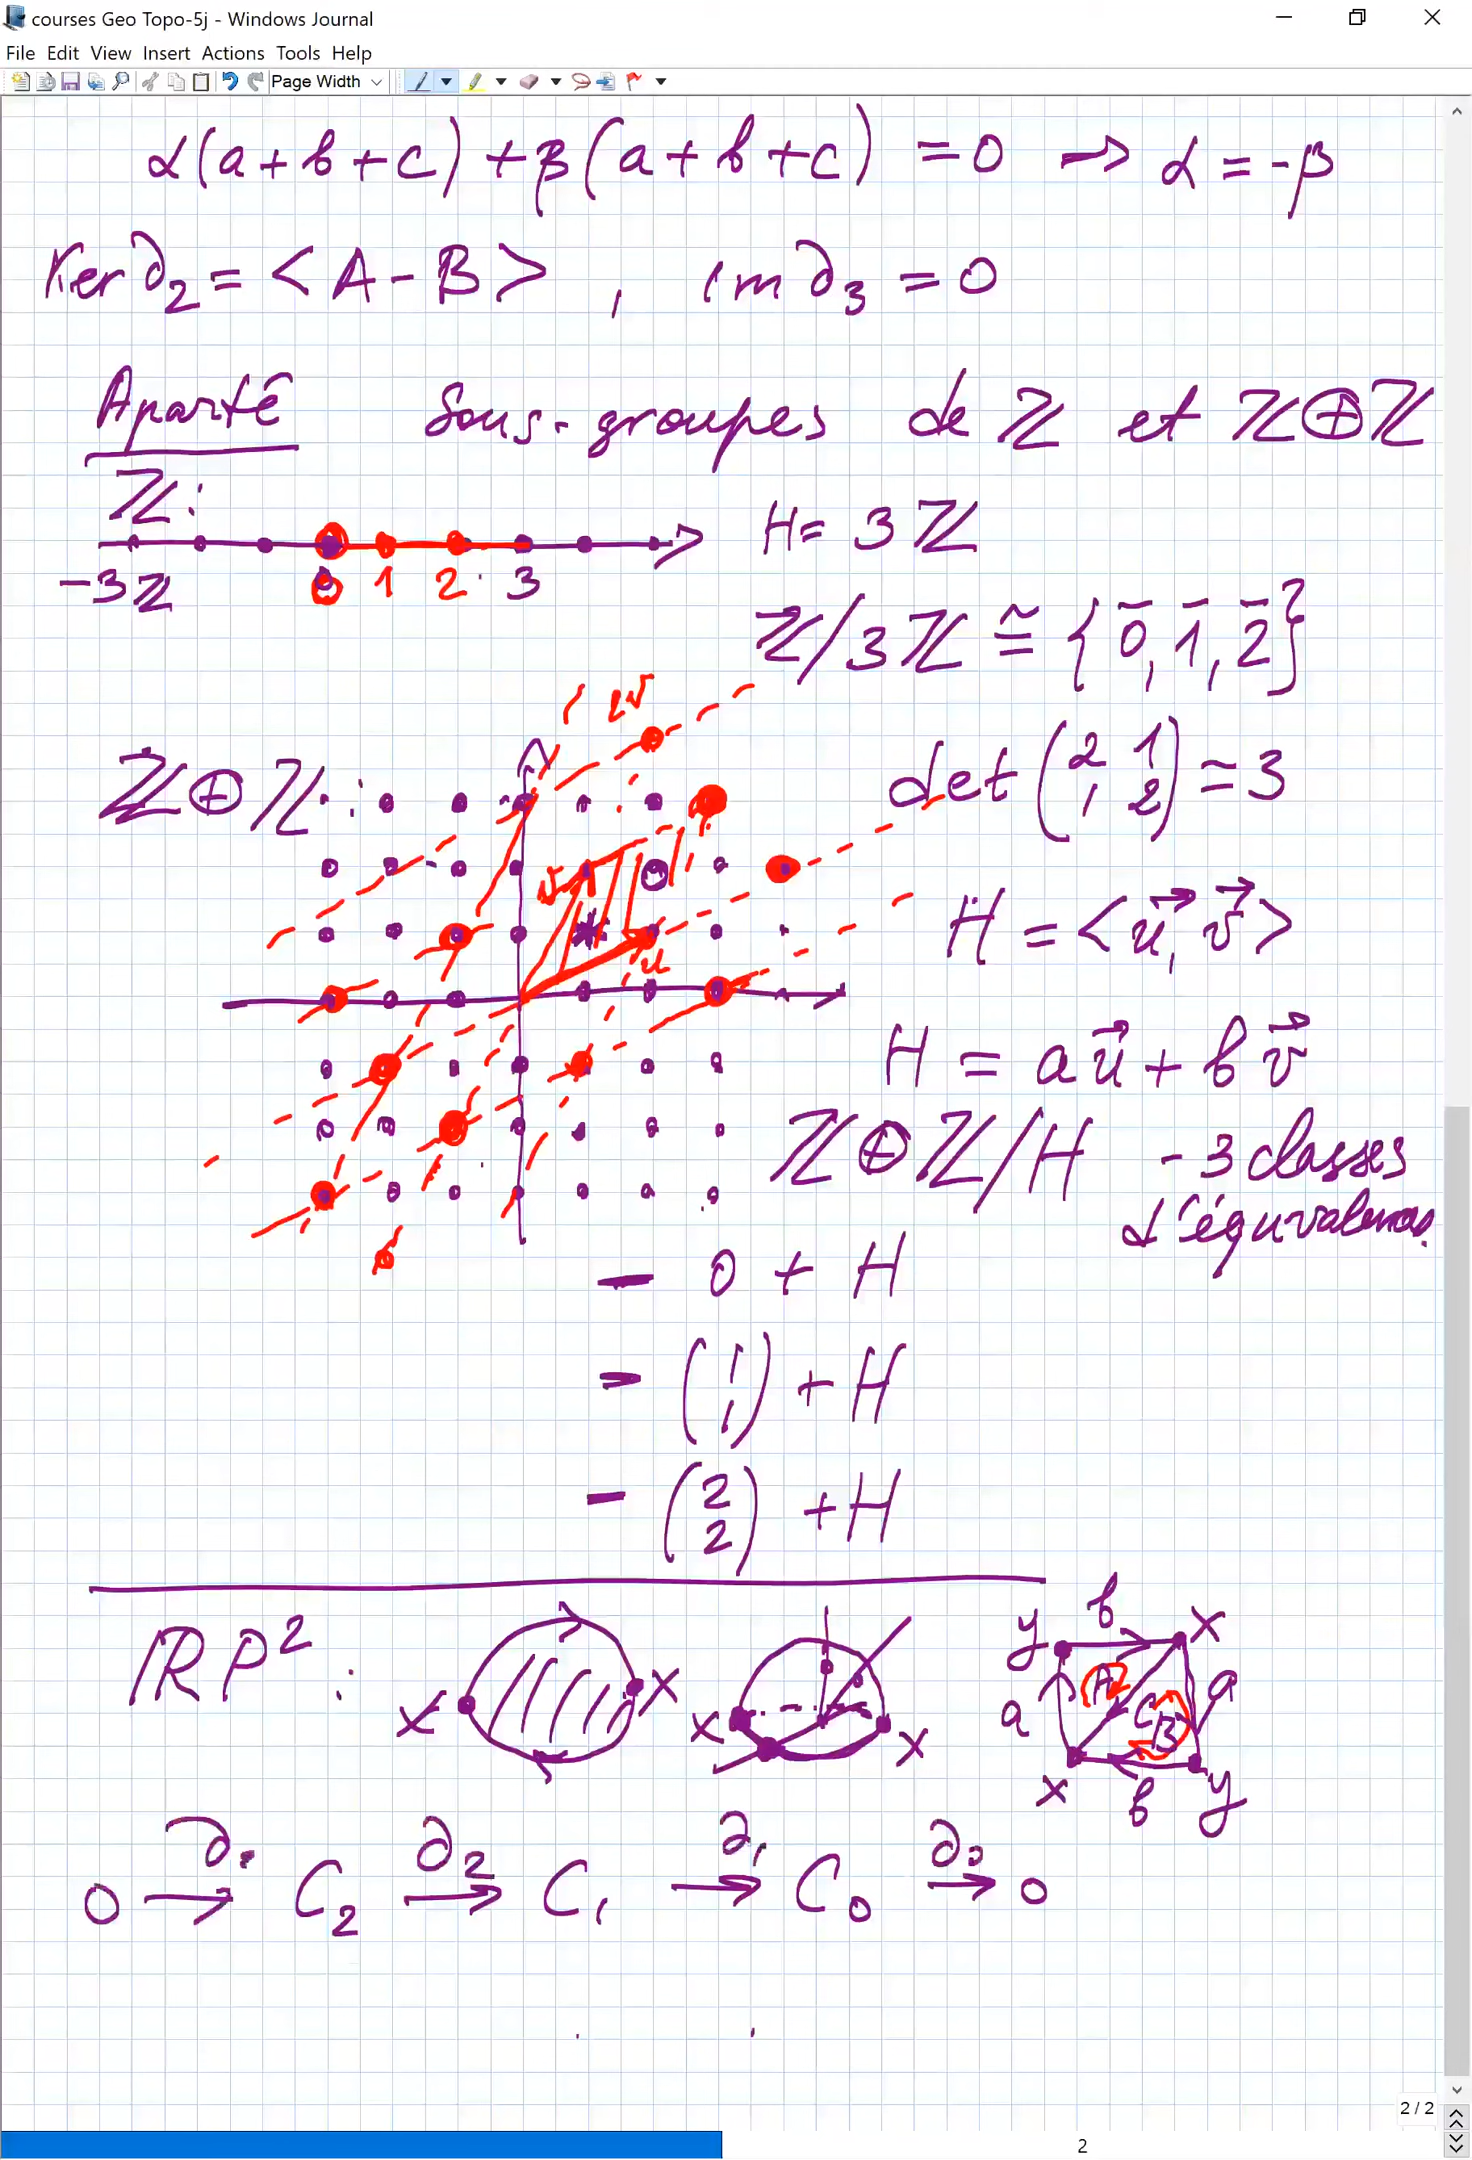 courses Geo Topo-5j - Windows Journal
File Edit View Insert Actions Tools Help
Page Width
α(a+b+c) + β(a+b+c) = 0 → α = -β
Ker ∂₂ = <A-B> , im ∂₃ = 0
Aparté Sous-groupes de ℤ et ℤ⊕ℤ
ℤ:
H = 3ℤ
-3ℤ 0 1 2 3
ℤ/3ℤ ≅ {0̄, 1̄, 2̄}
2v
ℤ⊕ℤ: det (2 1 1 2) = 3
v
u
H = <u⃗, v⃗>
H = a u⃗ + b v⃗
ℤ⊕ℤ/H - 3 classes
d'équivalences.
- 0 + H
- (1 1) + H
- (2 2) + H
ℝP²:
x x
x x
y b x
a A C B a
x b y
0 →∂. C₂ →∂₂ C₁ →∂₁ C₀ →∂₀ 0
2 / 2
2